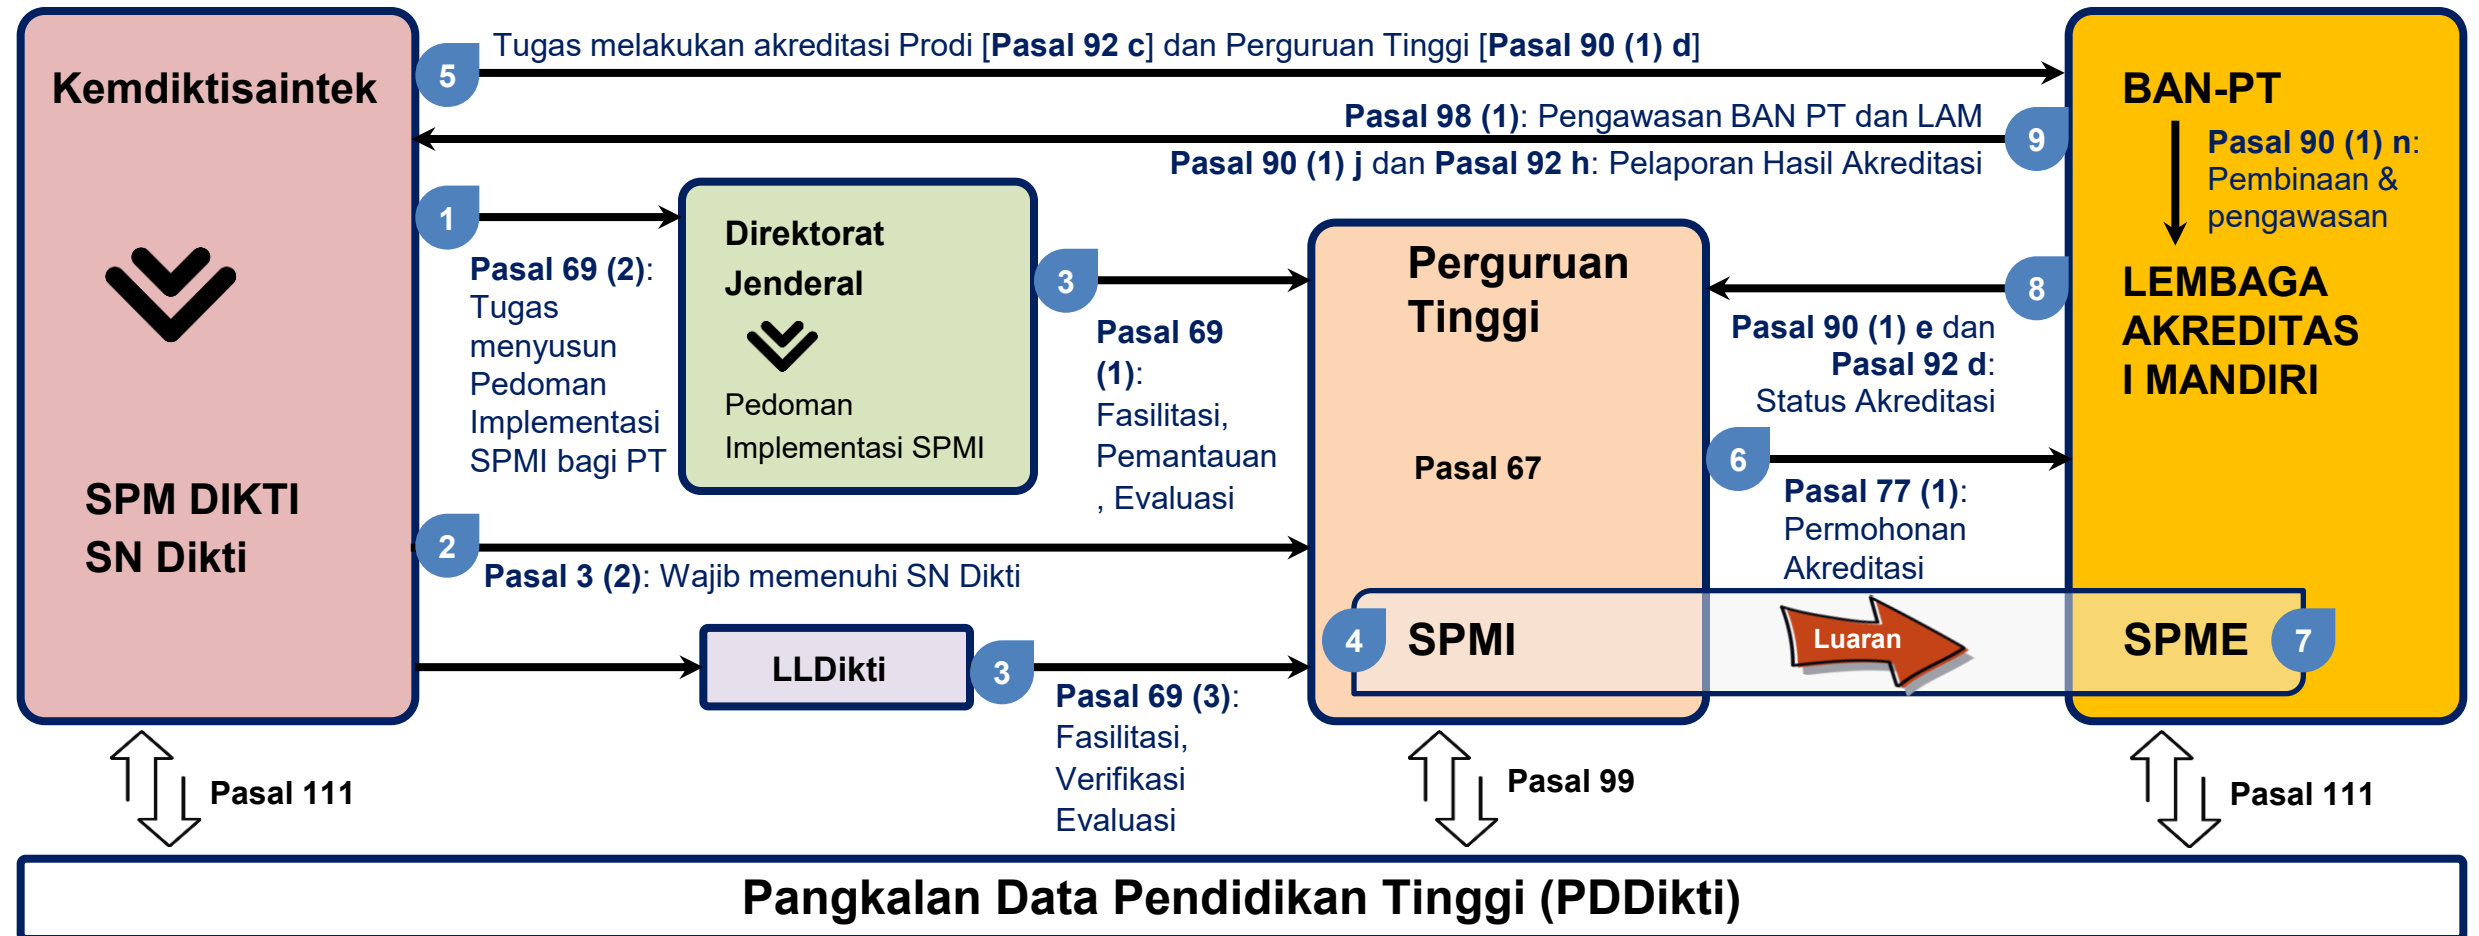 Kemdiktisaintek
SPM DIKTI
SN Dikti
5
Tugas melakukan akreditasi Prodi [Pasal 92 c] dan Perguruan Tinggi [Pasal 90 (1) d]
Pasal 98 (1): Pengawasan BAN PT dan LAM
9
Pasal 90 (1) j dan Pasal 92 h: Pelaporan Hasil Akreditasi
1
Pasal 69 (2):
Tugas
menyusun
Pedoman
Implementasi
SPMI bagi PT
Direktorat
Jenderal
Pedoman
Implementasi SPMI
3
Pasal 69
(1):
Fasilitasi,
Pemantauan
, Evaluasi
2
Pasal 3 (2): Wajib memenuhi SN Dikti
LLDikti
3
Pasal 69 (3):
Fasilitasi,
Verifikasi
Evaluasi
Perguruan
Tinggi
Pasal 67
4
SPMI
Luaran
SPME
7
8
Pasal 90 (1) e dan
Pasal 92 d:
Status Akreditasi
6
Pasal 77 (1):
Permohonan
Akreditasi
BAN-PT
Pasal 90 (1) n:
Pembinaan &
pengawasan
LEMBAGA
AKREDITAS
I MANDIRI
Pasal 111
Pasal 99
Pasal 111
Pangkalan Data Pendidikan Tinggi (PDDikti)